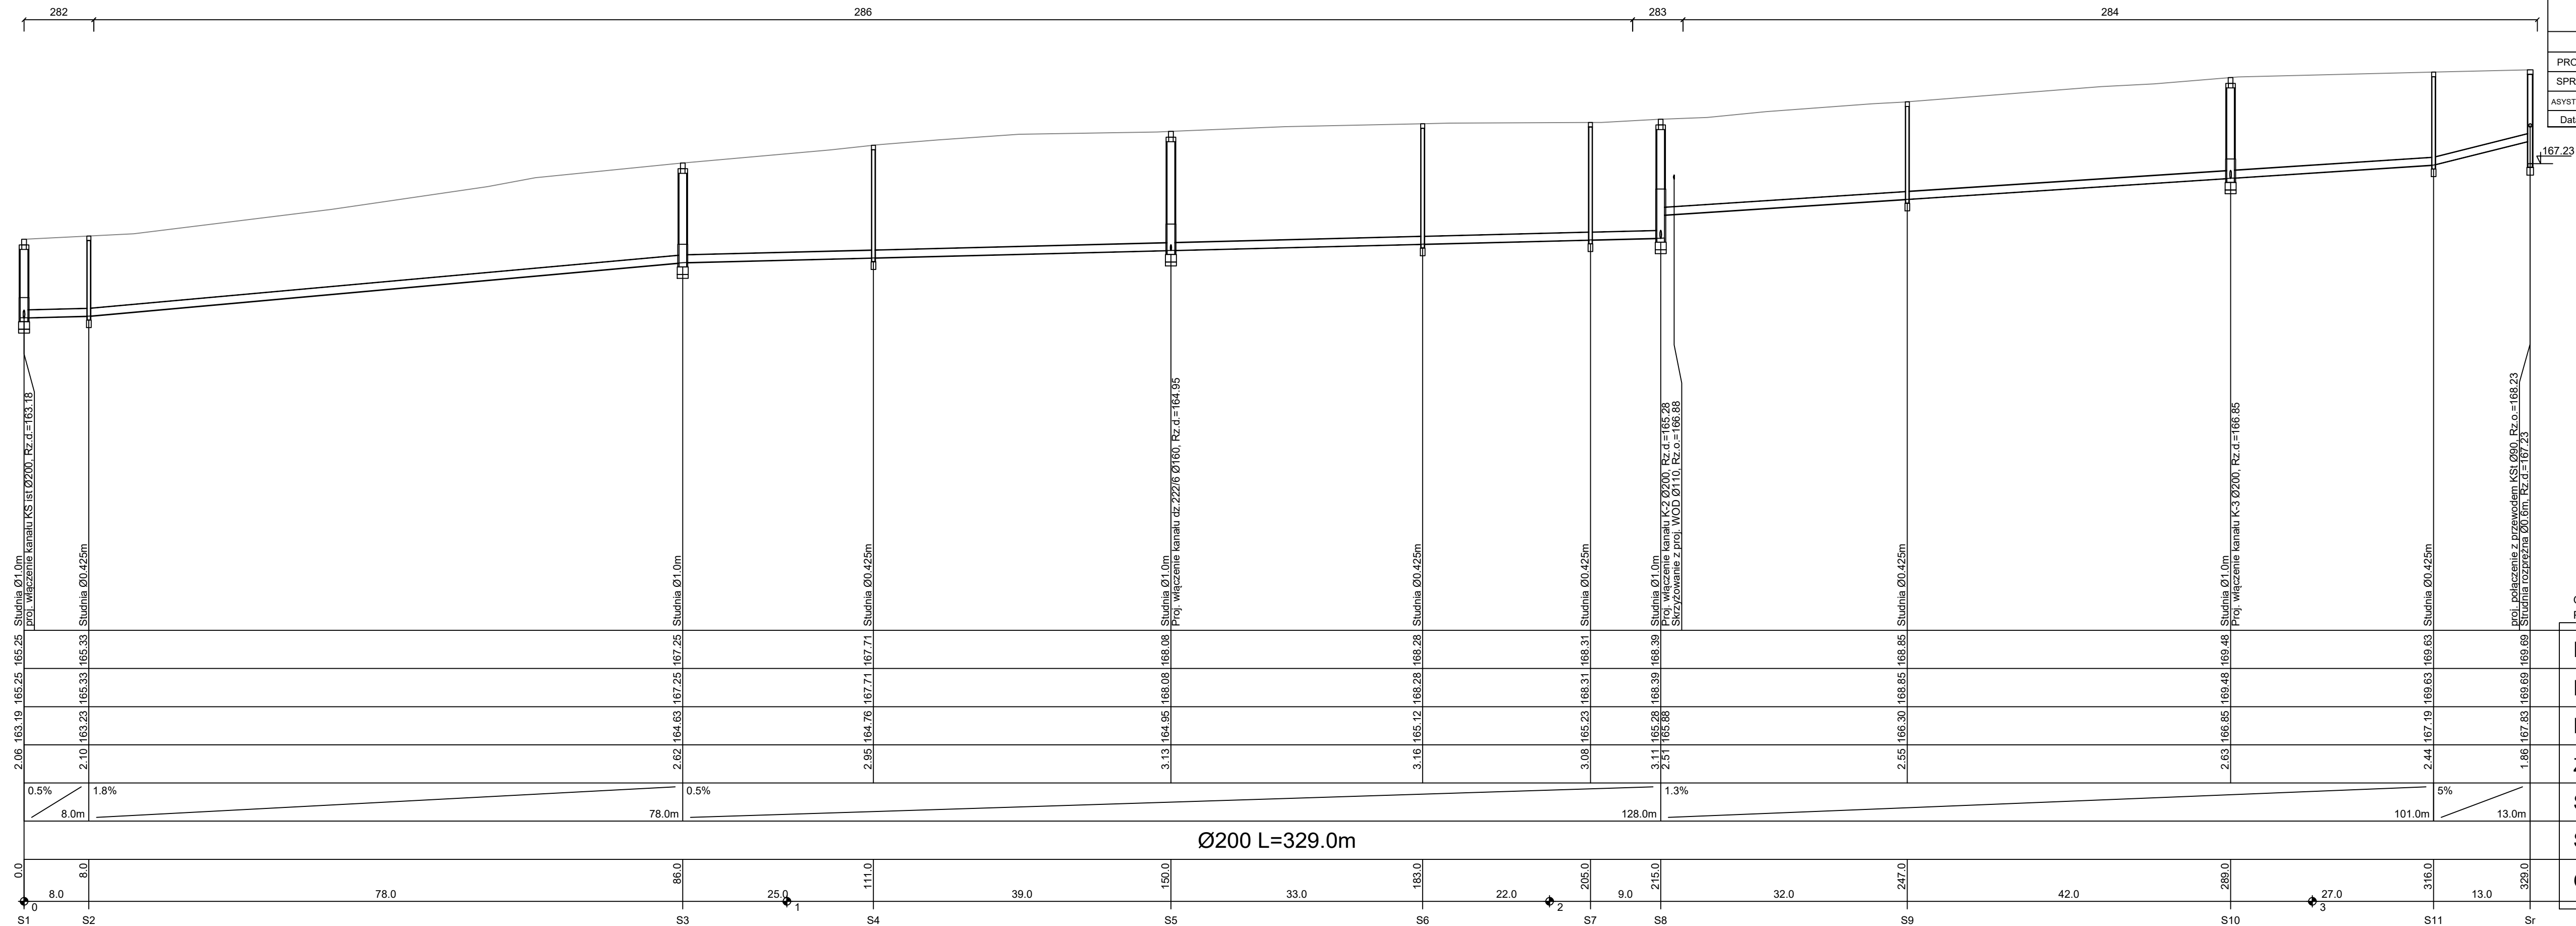 282
286
283
284
PRO
SPR
ASYST
Dat
167.23
Studnia Ø1.0m
proj. włączenie kanału KS ist Ø200, Rz.d.=163.18
Studnia Ø0.425m
Studnia Ø1.0m
Studnia Ø0.425m
Studnia Ø1.0m
Proj. włączenie kanału dz.222/6 Ø160, Rz.d.=164.95
Studnia Ø0.425m
Studnia Ø0.425m
Studnia Ø1.0m
Proj. włączenie kanału K-2 Ø200, Rz.d.=165.28
Skrzyżowanie z proj. WOD Ø110, Rz.o.=166.88
Studnia Ø0.425m
Studnia Ø1.0m
Proj. włączenie kanału K-3 Ø200, Rz.d.=166.85
Studnia Ø0.425m
proj. połączenie z przewodem KSt Ø90, Rz.o.=168.23
Strudnia rozprężna Ø0.6m, Rz.d.=167.23
165.25 165.33 167.25 167.71 168.08 168.28 168.31 168.39 168.85 169.48 169.63 169.69
165.25 165.33 167.25 167.71 168.08 168.28 168.31 168.39 168.85 169.48 169.63 169.69
163.19 163.23 164.63 164.76 164.95 165.12 165.23 165.28 165.88 166.30 166.85 167.19 167.83
2.06 2.10 2.62 2.95 3.13 3.16 3.08 3.11 2.51 2.55 2.63 2.44 1.86
0.5% 1.8% 0.5% 1.3% 5%
8.0m 78.0m 128.0m 101.0m 13.0m
Ø200 L=329.0m
0.0 8.0 86.0 111.0 150.0 183.0 205.0 215.0 247.0 289.0 316.0 329.0
8.0 78.0 25.0 39.0 33.0 22.0 9.0 32.0 42.0 27.0 13.0
0 1 2 3
S1 S2 S3 S4 S5 S6 S7 S8 S9 S10 S11 Sr